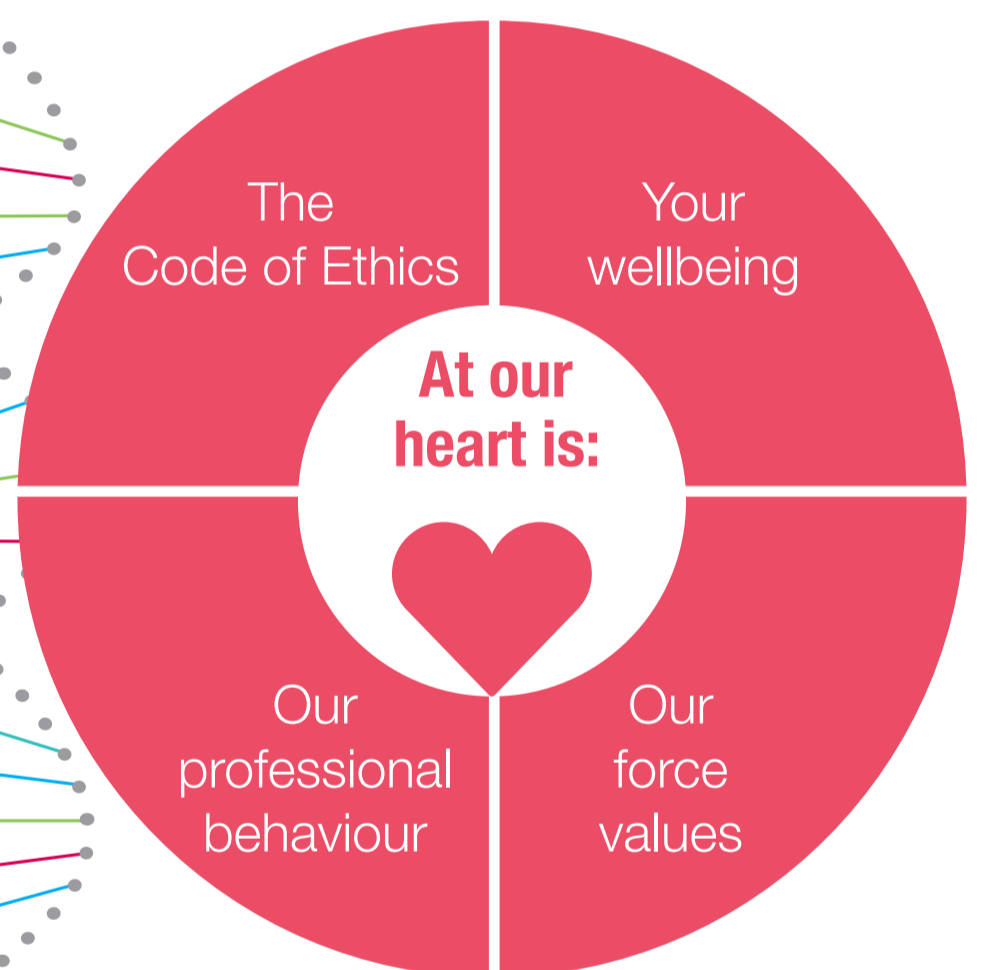 The
Code of Ethics
Your
wellbeing
At our
heart is:
Our
professional
behaviour
Our
force
values